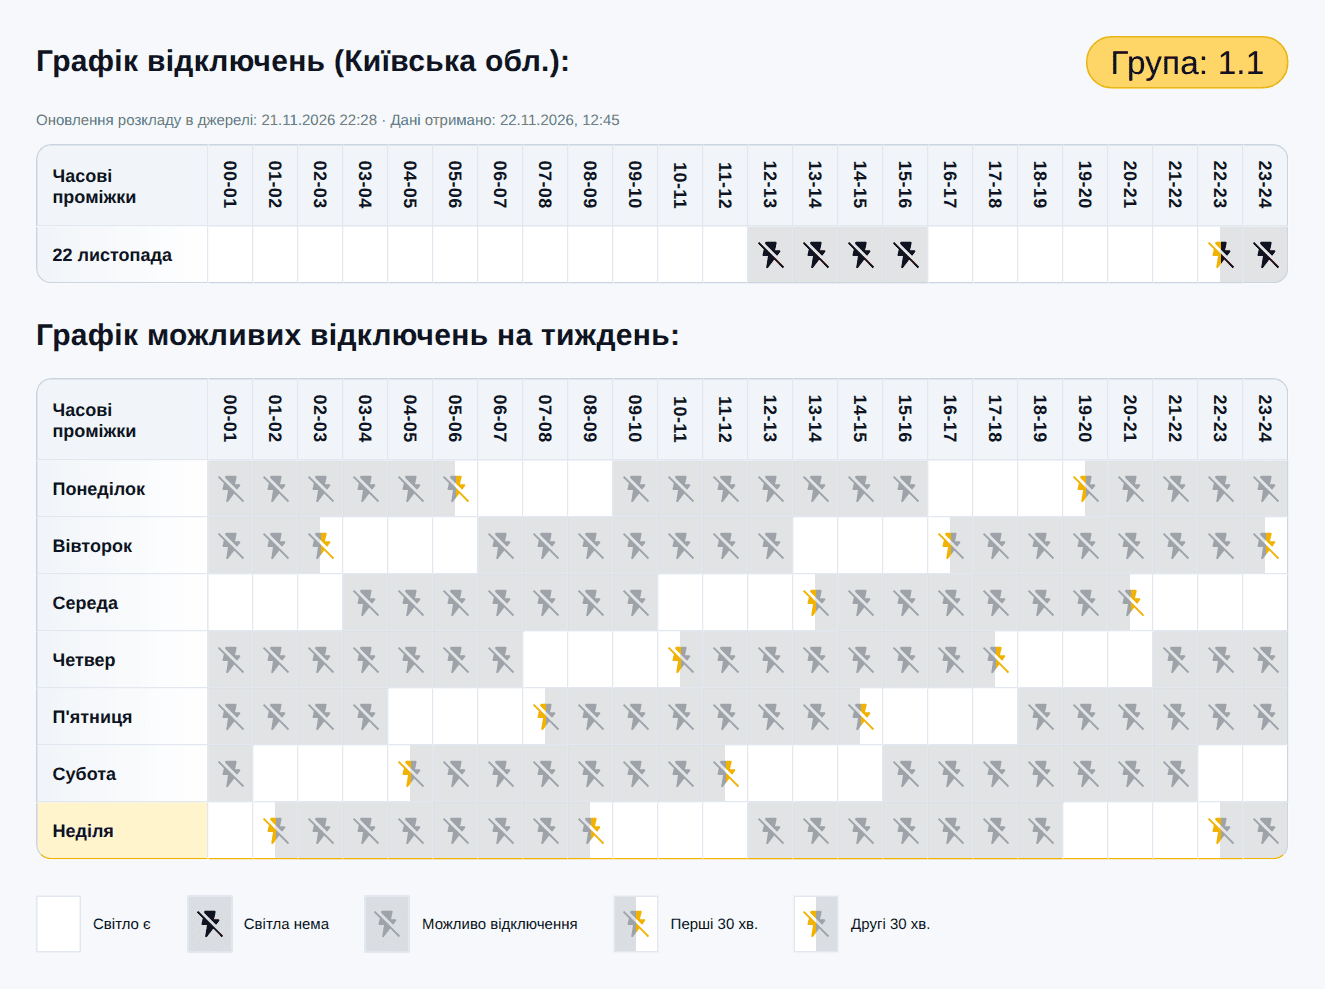 Графік відключень (Київська обл.):
Група: 1.1
Оновлення розкладу в джерелі: 21.11.2026 22:28 · Дані отримано: 22.11.2026, 12:45
Часові проміжки 00-01 01-02 02-03 03-04 04-05 05-06 06-07 07-08 08-09 09-10 10-11 11-12 12-13 13-14 14-15 15-16 16-17 17-18 18-19 19-20 20-21 21-22 22-23 23-24
22 листопада
Графік можливих відключень на тиждень:
Часові проміжки 00-01 01-02 02-03 03-04 04-05 05-06 06-07 07-08 08-09 09-10 10-11 11-12 12-13 13-14 14-15 15-16 16-17 17-18 18-19 19-20 20-21 21-22 22-23 23-24
Понеділок
Вівторок
Середа
Четвер
П'ятниця
Субота
Неділя
Світло є Світла нема Можливо відключення Перші 30 хв. Другі 30 хв.